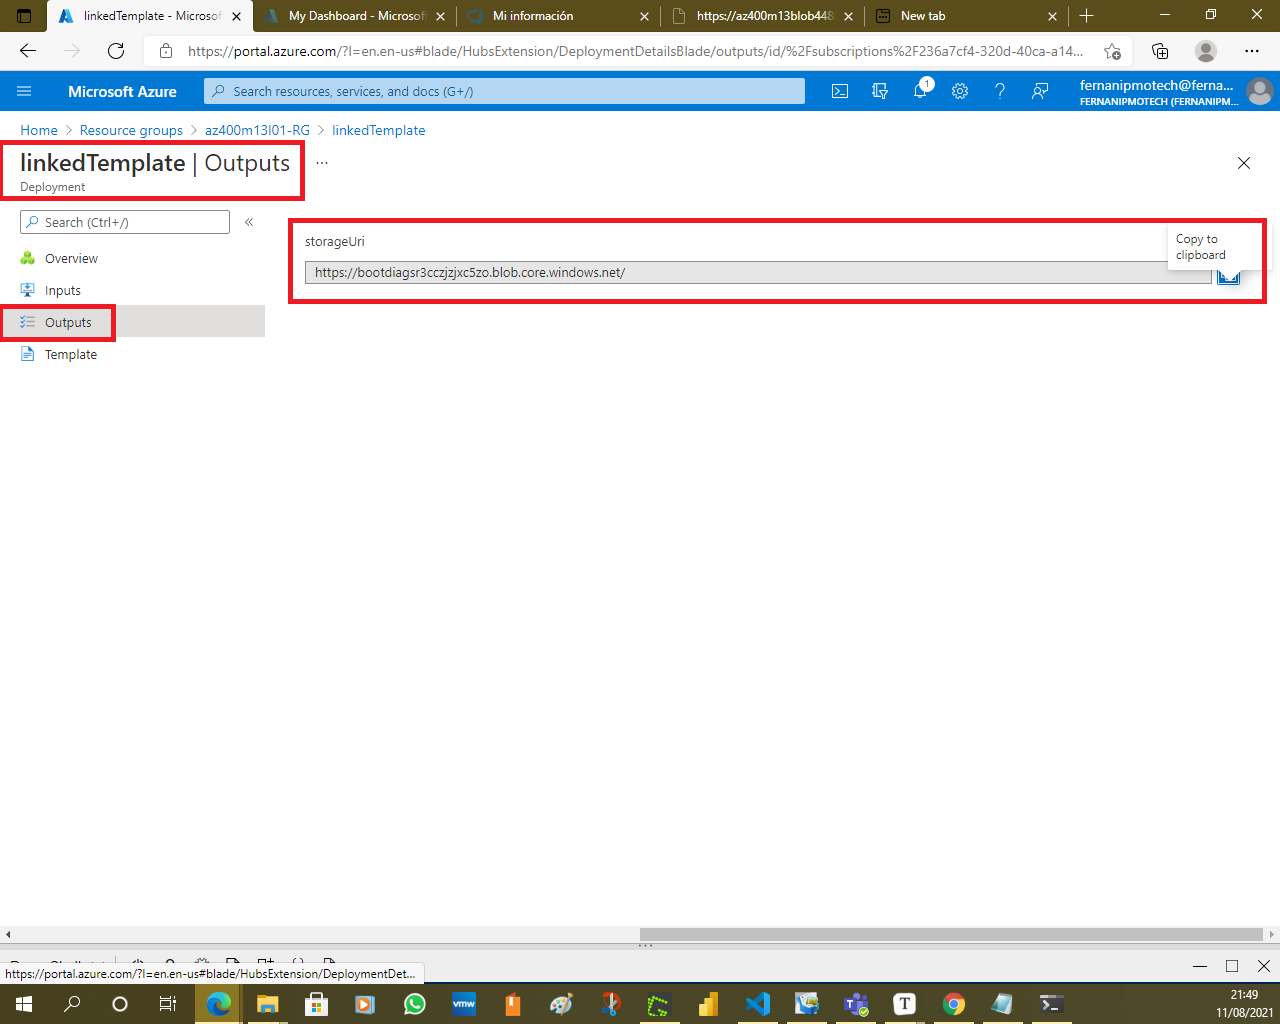 linkedTemplate - Microsof
My Dashboard - Microsoft
Mi información
https://az400m13blob448
New tab
https://portal.azure.com/?l=en.en-us#blade/HubsExtension/DeploymentDetailsBlade/outputs/id/%2Fsubscriptions%2F236a7cf4-320d-40ca-a14...
Microsoft Azure
Search resources, services, and docs (G+/)
1
fernanipmotech@ferna...
FERNANIPMOTECH (FERNANIPM...
Home > Resource groups > az400m13l01-RG > linkedTemplate
linkedTemplate | Outputs ...
Deployment
Search (Ctrl+/)
«
Overview
Inputs
Outputs
Template
storageUri
https://bootdiagsr3cczjzjxc5zo.blob.core.windows.net/
Copy to
clipboard
https://portal.azure.com/?l=en.en-us#blade/HubsExtension/DeploymentDet...
vmw
T
21:49
11/08/2021